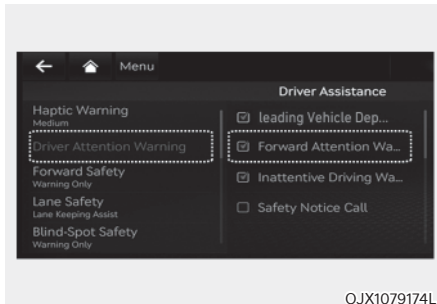 Menu
Driver Assistance
Haptic Warning
Medium
Driver Attention Warning
Forward Safety
Warning Only
Lane Safety
Lane Keeping Assist
Blind-Spot Safety
Warning Only
leading Vehicle Dep...
Forward Attention Wa...
Inattentive Driving Wa...
Safety Notice Call
OJX1079174L